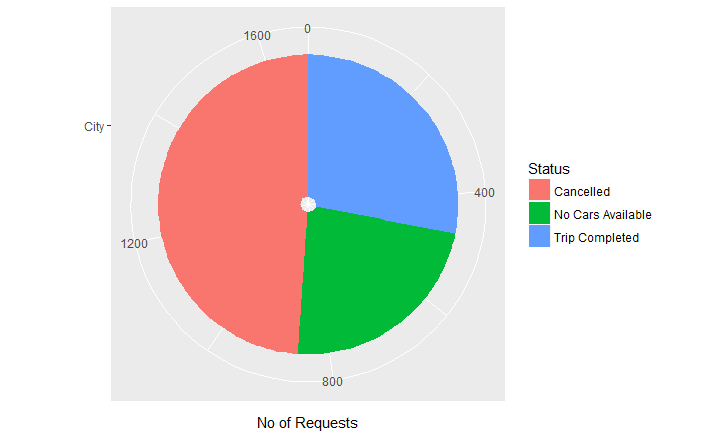 0
1600
City
400
1200
800
No of Requests
Status
Cancelled
No Cars Available
Trip Completed